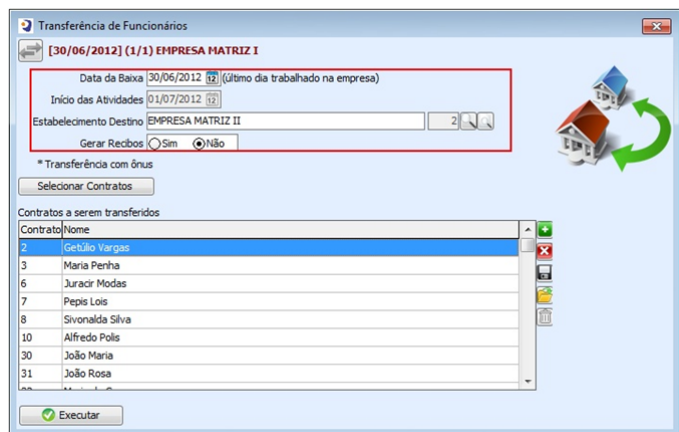 Transferência de Funcionários
[30/06/2012] (1/1) EMPRESA MATRIZ I
Data da Baixa 30/06/2012 12 (último dia trabalhado na empresa)
Início das Atividades 01/07/2012 12
Estabelecimento Destino EMPRESA MATRIZ II 2
Gerar Recibos Sim Não
* Transferência com ônus
Selecionar Contratos
Contratos a serem transferidos
Contrato Nome
2 Getúlio Vargas
3 Maria Penha
6 Juracir Modas
7 Pepis Lois
8 Sivonalda Silva
10 Alfredo Polis
30 João Maria
31 João Rosa
Executar